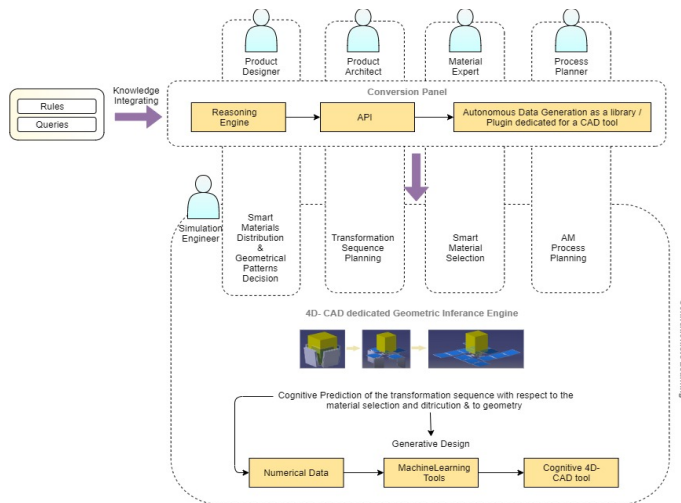 Product
Designer
Product
Architect
Material
Expert
Process
Planner
Knowledge
Integrating
Rules
Queries
Conversion Panel
Reasoning
Engine
API
Autonomous Data Generation as a library /
Plugin dedicated for a CAD tool
Simulation
Engineer
Smart
Materials
Distribution
&
Geometrical
Patterns
Decision
Transformation
Sequence
Planning
Smart
Material
Selection
AM
Process
Planning
4D- CAD dedicated Geometric Inferance Engine
Cognitive Prediction of the transformation sequence with respect to the
material selection and ditricution & to geometry
Generative Design
Numerical Data
MachineLearning
Tools
Cognitive 4D-
CAD tool